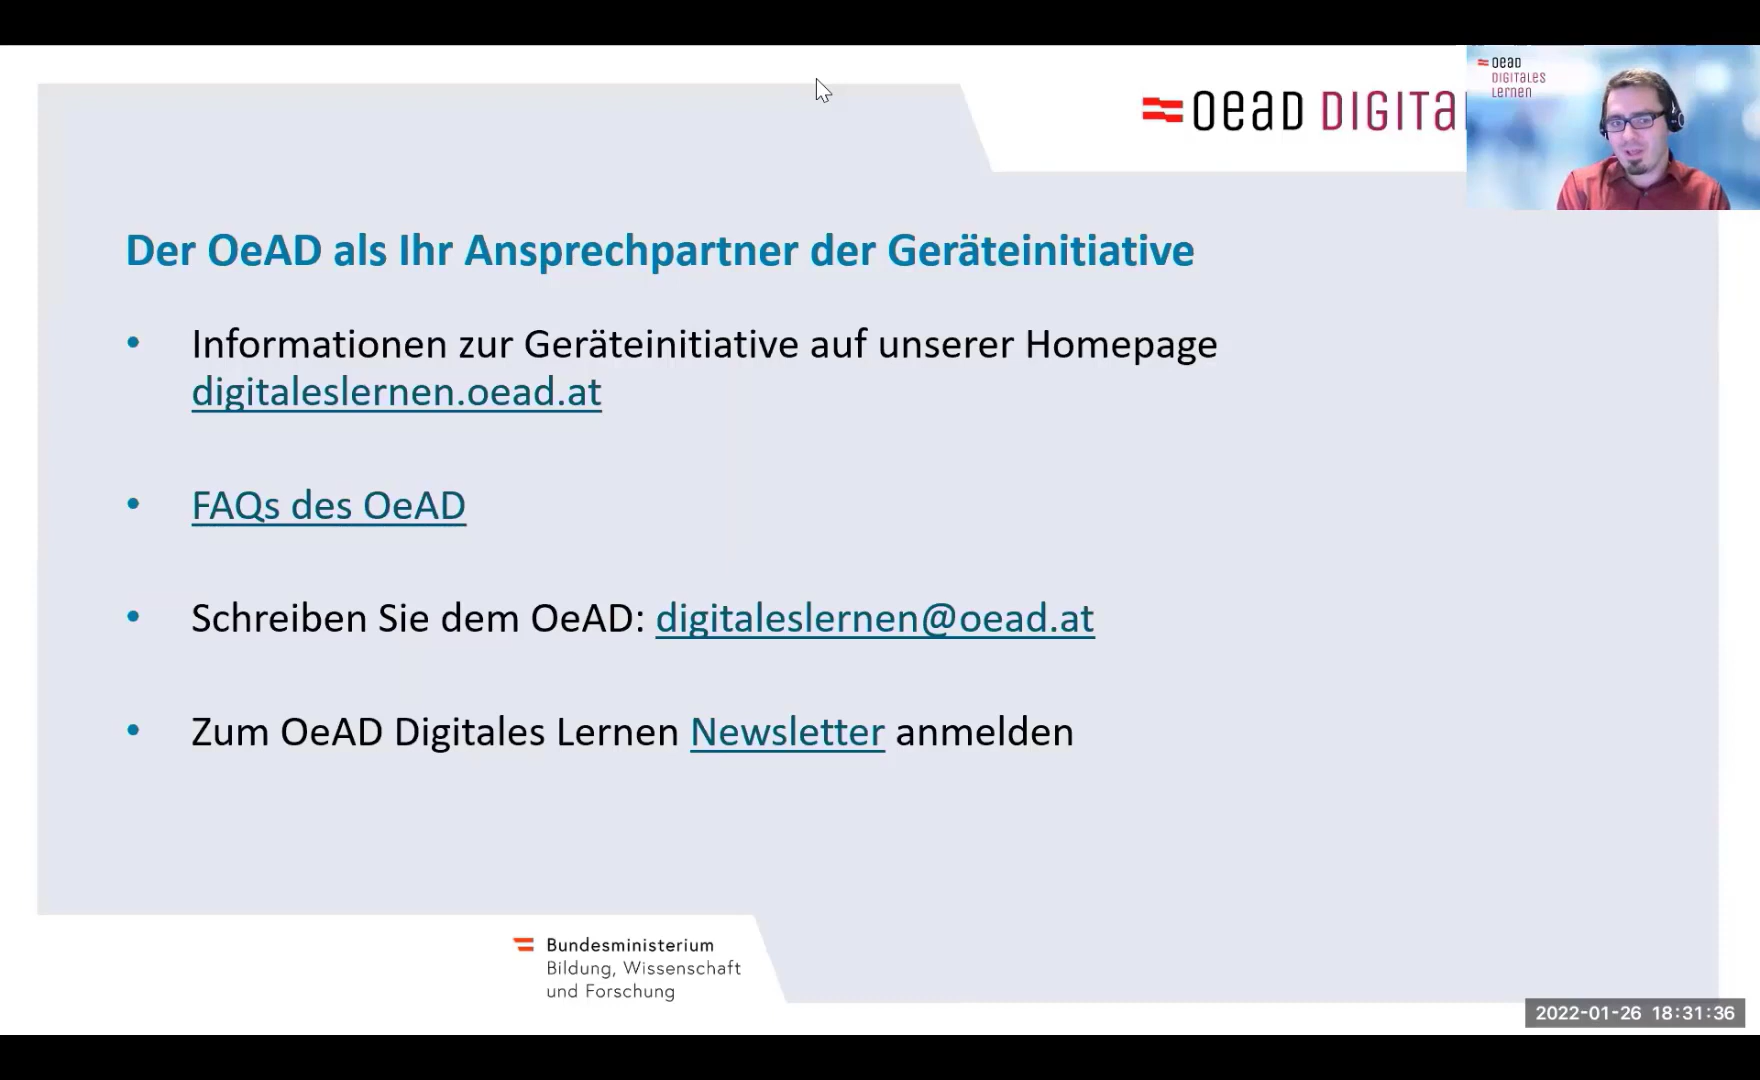 oead DIGITa
oead
DIGITales
Lernen
Der OeAD als Ihr Ansprechpartner der Geräteinitiative
• Informationen zur Geräteinitiative auf unserer Homepage
digitaleslernen.oead.at
• FAQs des OeAD
• Schreiben Sie dem OeAD: digitaleslernen@oead.at
• Zum OeAD Digitales Lernen Newsletter anmelden
Bundesministerium
Bildung, Wissenschaft
und Forschung
2022-01-26 18:31:36